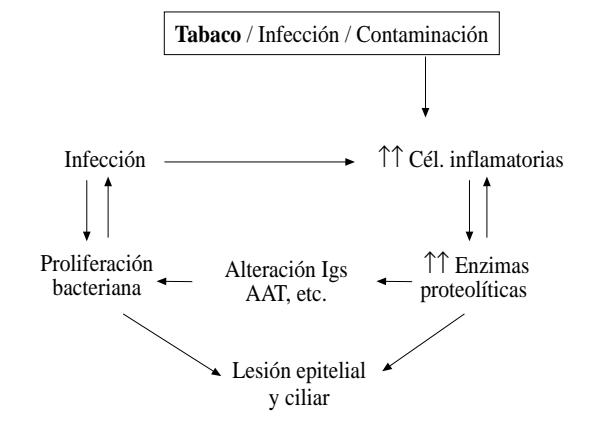 Tabaco / Infección / Contaminación
Infección
↑↑ Cél. inflamatorias
Proliferación
bacteriana
Alteración Igs
AAT, etc.
↑↑ Enzimas
proteolíticas
Lesión epitelial
y ciliar